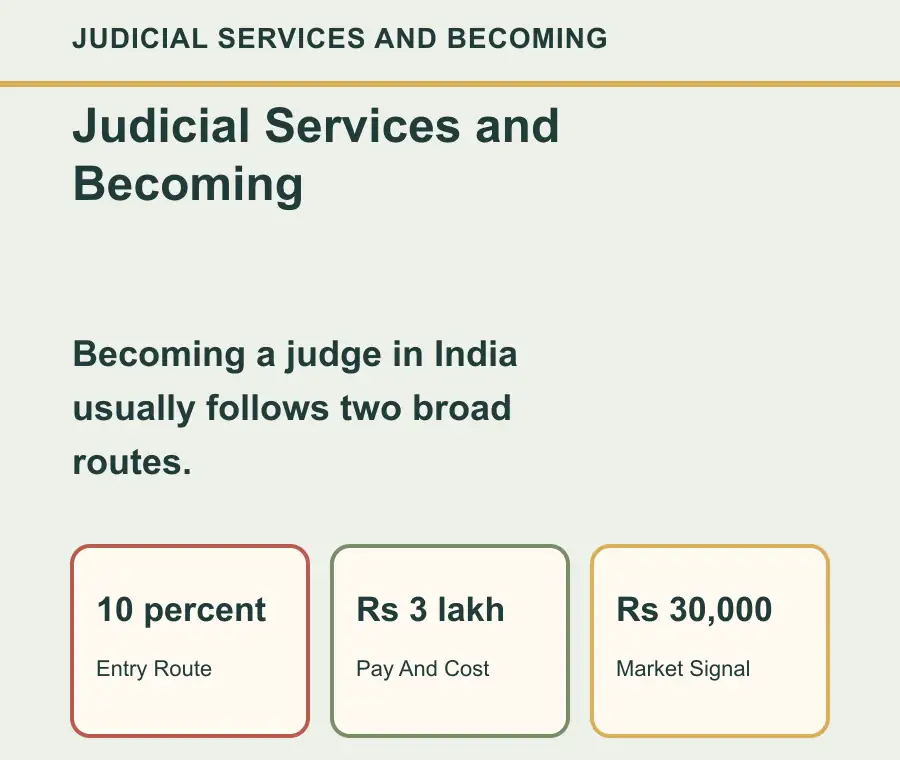 JUDICIAL SERVICES AND BECOMING
Judicial Services and
Becoming
Becoming a judge in India
usually follows two broad
routes.
10 percent
Entry Route
Rs 3 lakh
Pay And Cost
Rs 30,000
Market Signal